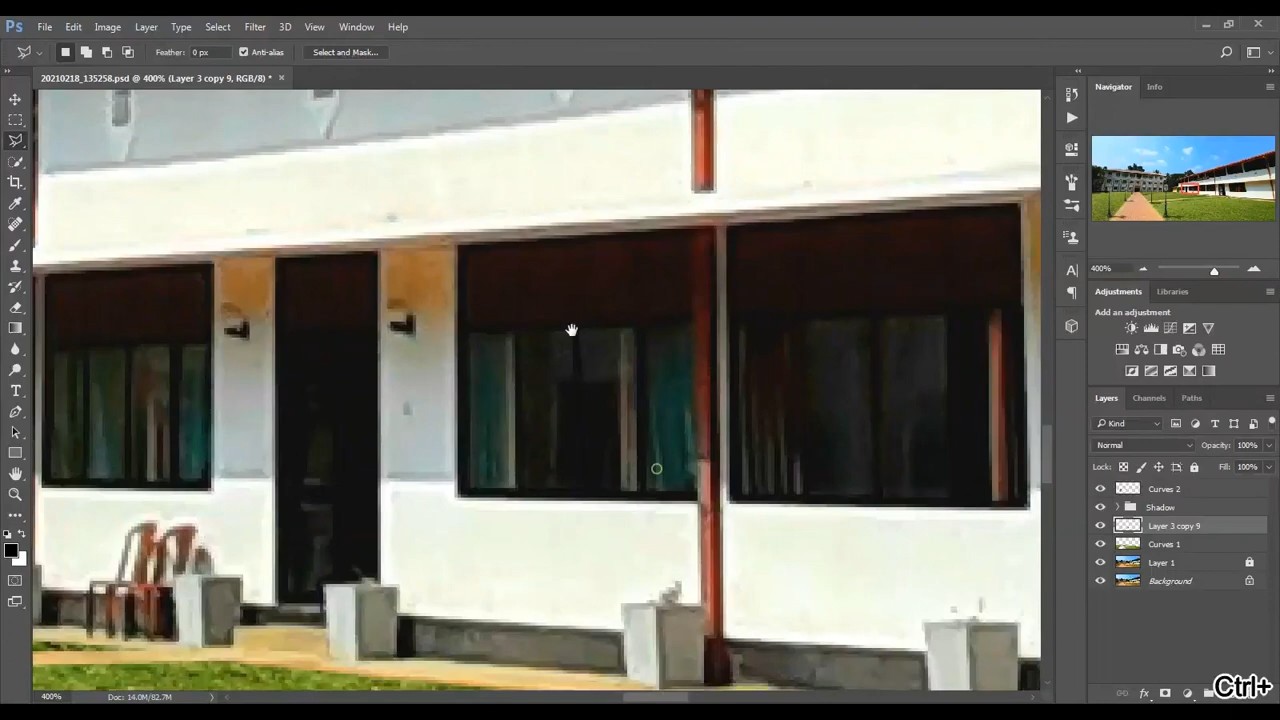 Ps File Edit Image Layer Type Select Filter 3D View Window Help
Feather: 0 px Anti-alias Select and Mask...
20210218_135258.psd @ 400% (Layer 3 copy 9, RGB/8) *
Navigator Info
400%
Adjustments Libraries
Add an adjustment
Layers Channels Paths
Kind
Normal Opacity: 100%
Lock: Fill: 100%
Curves 2
Shadow
Layer 3 copy 9
Curves 1
Layer 1
Background
400% Doc: 14.0M/82.7M
Ctrl+